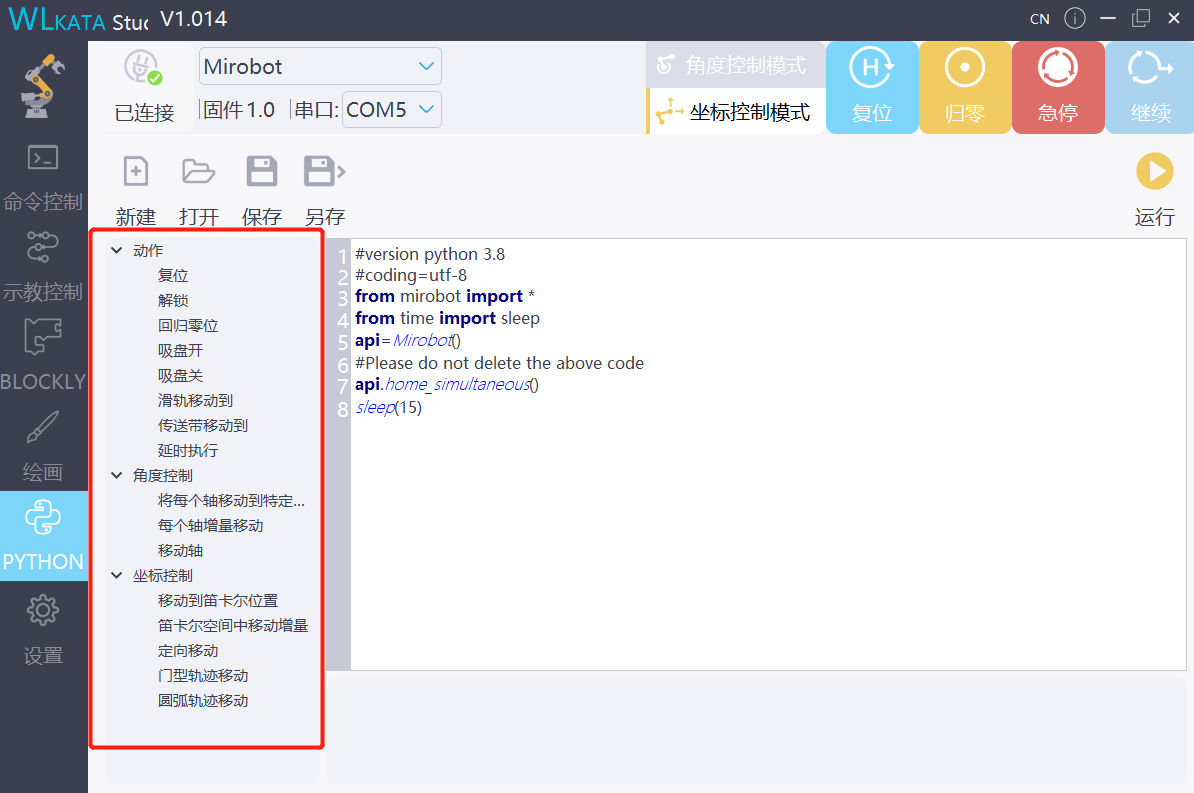 WLKATA Stuc V1.014
CN
已连接
Mirobot
固件 1.0
串口: COM5
角度控制模式
坐标控制模式
H
复位
归零
急停
继续
命令控制
示教控制
BLOCKLY
绘画
PYTHON
设置
新建
打开
保存
另存
运行
动作
复位
解锁
回归零位
吸盘开
吸盘关
滑轨移动到
传送带移动到
延时执行
角度控制
将每个轴移动到特定...
每个轴增量移动
移动轴
坐标控制
移动到笛卡尔位置
笛卡尔空间中移动增量
定向移动
门型轨迹移动
圆弧轨迹移动
1 #version python 3.8
2 #coding=utf-8
3 from mirobot import *
4 from time import sleep
5 api=Mirobot()
6 #Please do not delete the above code
7 api.home_simultaneous()
8 sleep(15)